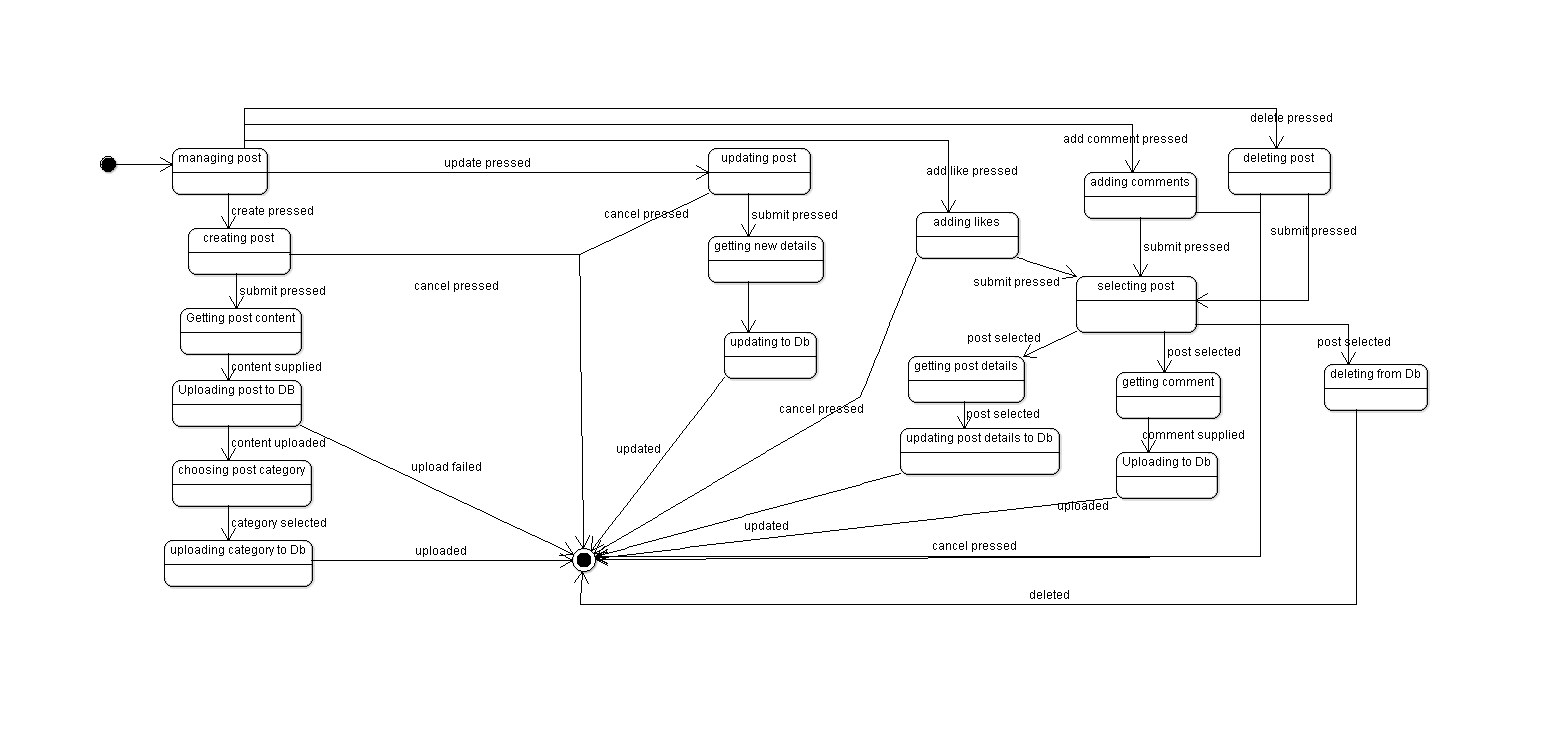 delete pressed
add comment pressed
managing post
update pressed
updating post
add like pressed
deleting post
adding comments
create pressed
cancel pressed
submit pressed
adding likes
submit pressed
creating post
getting new details
submit pressed
cancel pressed
submit pressed
selecting post
submit pressed
Getting post content
updating to Db
post selected
post selected
post selected
content supplied
getting post details
getting comment
deleting from Db
Uploading post to DB
cancel pressed
post selected
content uploaded
updated
updating post details to Db
comment supplied
choosing post category
upload failed
Uploading to Db
category selected
updated
uploaded
uploading category to Db
uploaded
cancel pressed
deleted